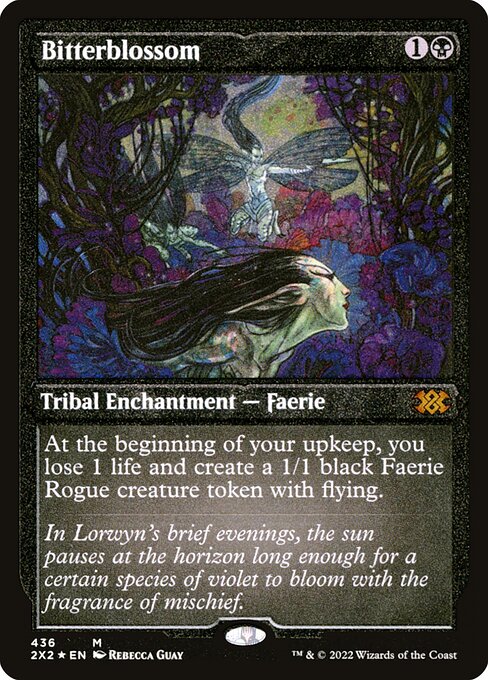 Bitterblossom 1
Tribal Enchantment — Faerie
At the beginning of your upkeep, you
lose 1 life and create a 1/1 black Faerie
Rogue creature token with flying.
In Lorwyn's brief evenings, the sun
pauses at the horizon long enough for a
certain species of violet to bloom with the
fragrance of mischief.
436 M
2X2 ★ EN Rebecca Guay
™ & © 2022 Wizards of the Coast